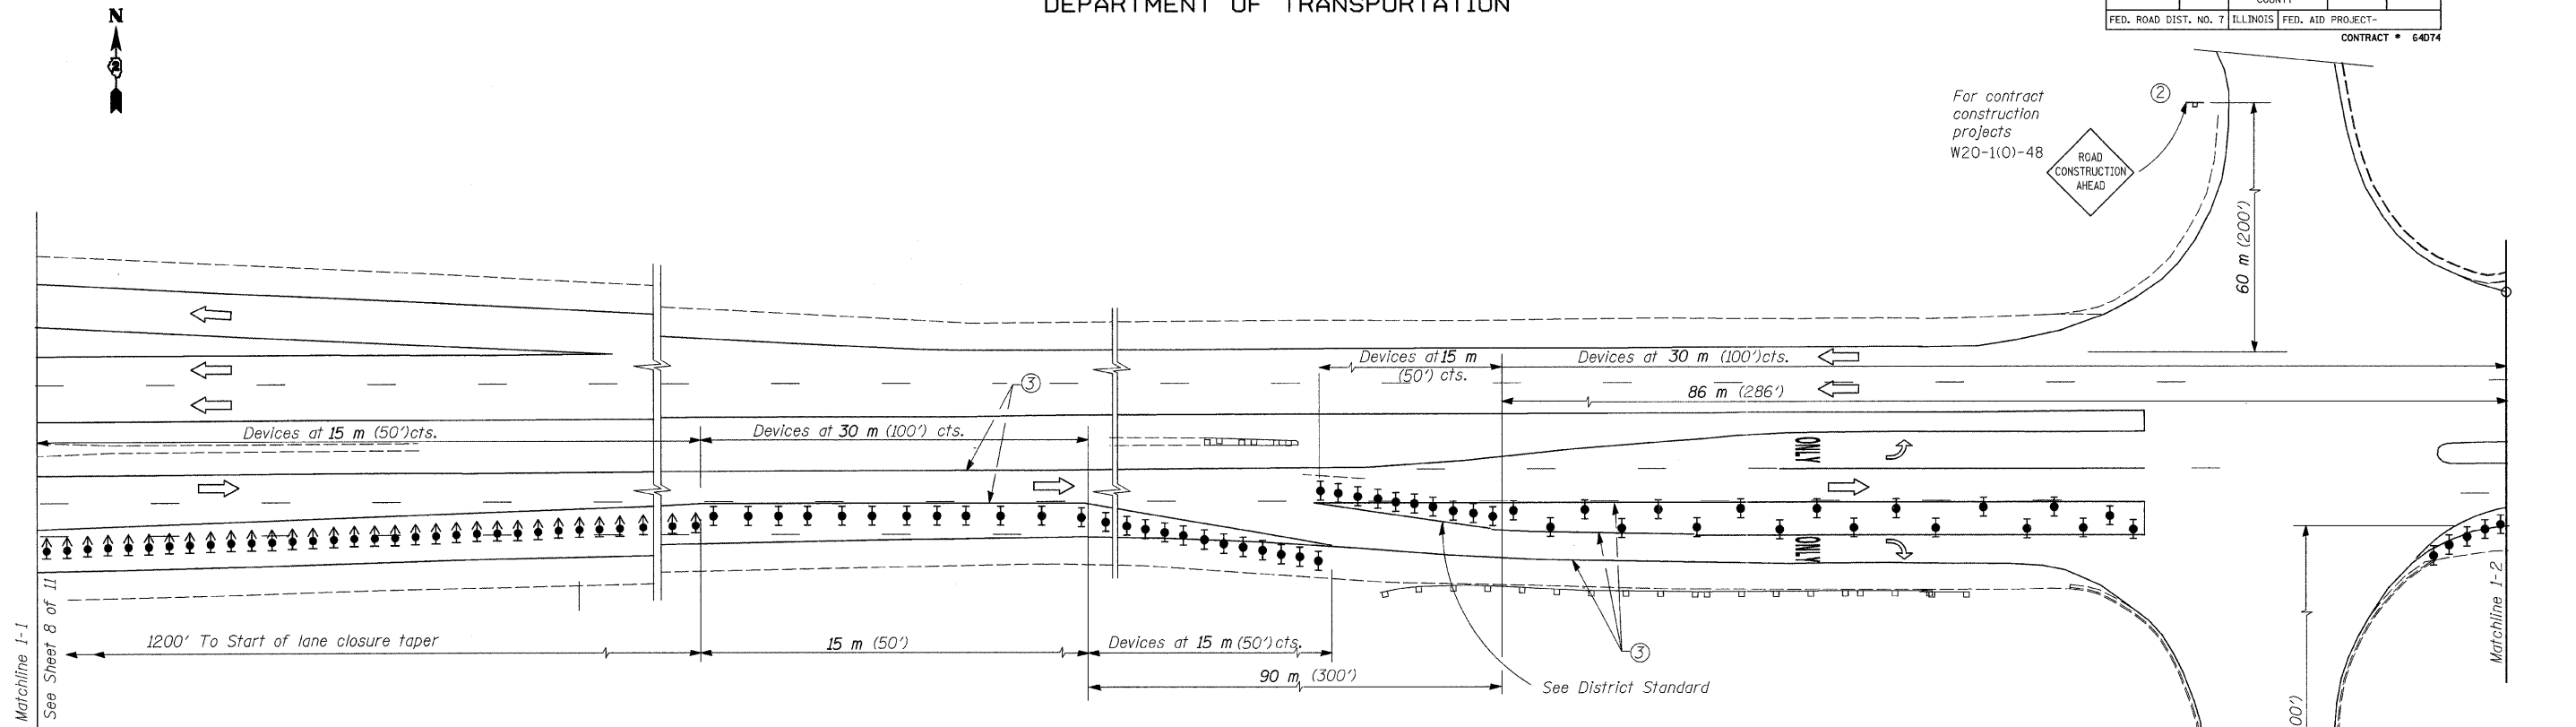 DEPARTMENT OF TRANSPORTATION
COUNTY
FED. ROAD DIST. NO. 7 ILLINOIS FED. AID PROJECT-
CONTRACT * 64D74
N
2
For contract
construction
projects
W20-1(O)-48
2
ROAD
CONSTRUCTION
AHEAD
60 m (200')
Devices at 15 m
(50') cts.
Devices at 30 m (100')cts.
86 m (286')
3
Devices at 15 m (50')cts.
Devices at 30 m (100') cts.
ONLY
ONLY
1200' To Start of lane closure taper
15 m (50')
Devices at 15 m (50')cts.
3
90 m (300')
See District Standard
Matchline 1-1
See Sheet 8 of 11
Matchline 1-2
00')